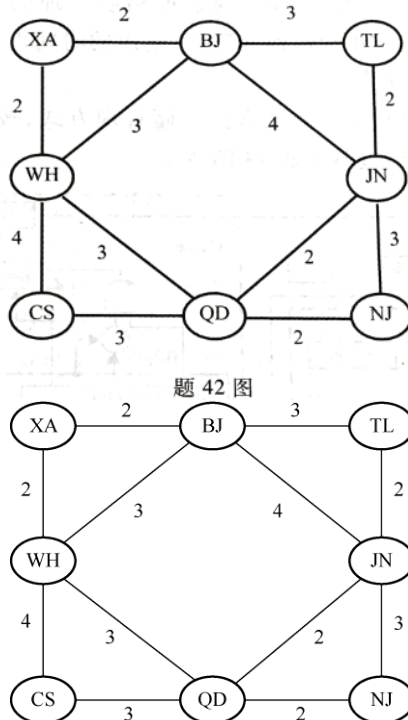 2 3
XA BJ TL
2 3 4 2
WH JN
4 3 2 3
CS QD NJ
3 2
题 42 图
2 3
XA BJ TL
2 3 4 2
WH JN
4 3 2 3
CS QD NJ
3 2